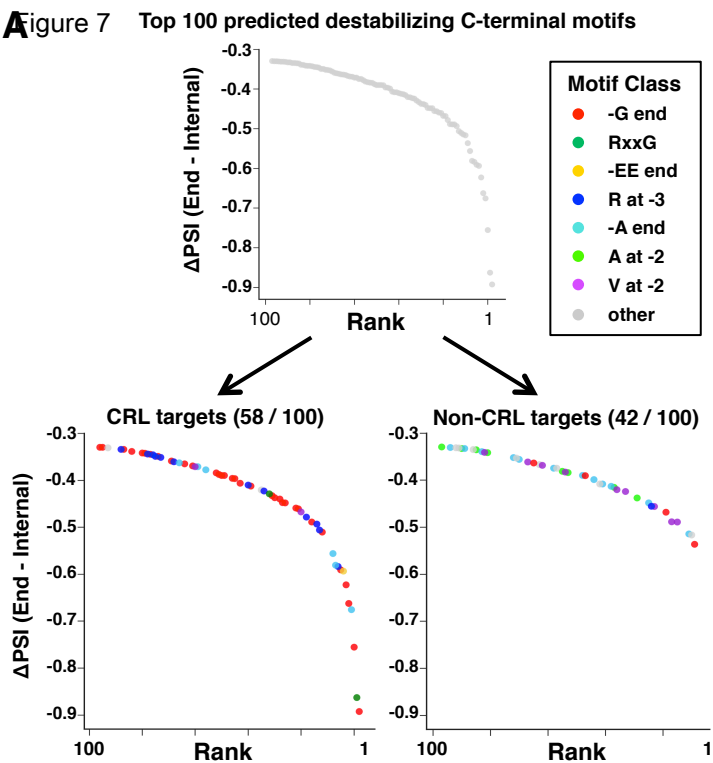 A Figure 7 Top 100 predicted destabilizing C-terminal motifs
-0.3
-0.4
-0.5
-0.6
-0.7
-0.8
-0.9
ΔPSI (End - Internal)
100 Rank 1
Motif Class
-G end
RxxG
-EE end
R at -3
-A end
A at -2
V at -2
other
CRL targets (58 / 100)
-0.3
-0.4
-0.5
-0.6
-0.7
-0.8
-0.9
ΔPSI (End - Internal)
100 Rank 1
Non-CRL targets (42 / 100)
-0.3
-0.4
-0.5
-0.6
-0.7
-0.8
-0.9
100 Rank 1